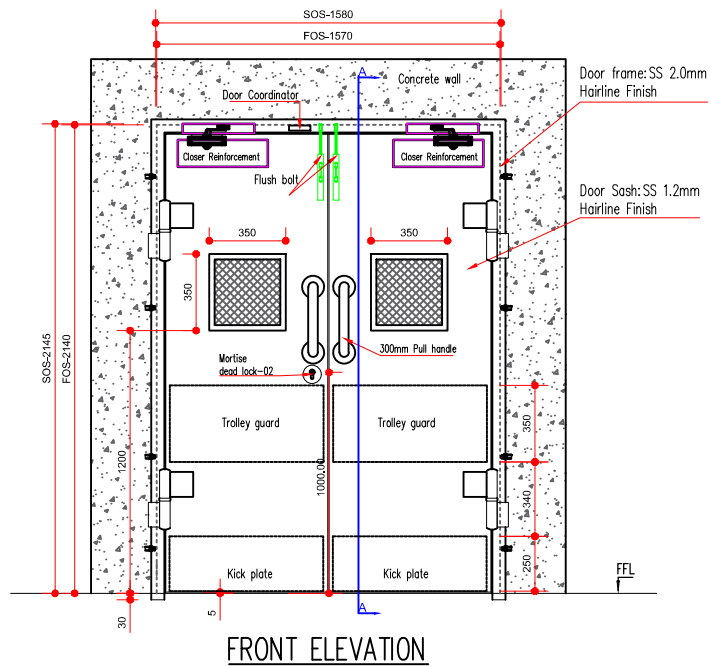 SOS-1580
FOS-1570
A
Concrete wall
Door frame:SS 2.0mm
Hairline Finish
Door Coordinator
Closer Reinforcement
Closer Reinforcement
Flush bolt
Door Sash:SS 1.2mm
Hairline Finish
350
350
350
SOS-2145
FOS-2140
300mm Pull handle
Mortise
dead lock-02
Trolley guard
Trolley guard
350
1200
1000.00
340
Kick plate
Kick plate
250
FFL
30
5
A
FRONT ELEVATION